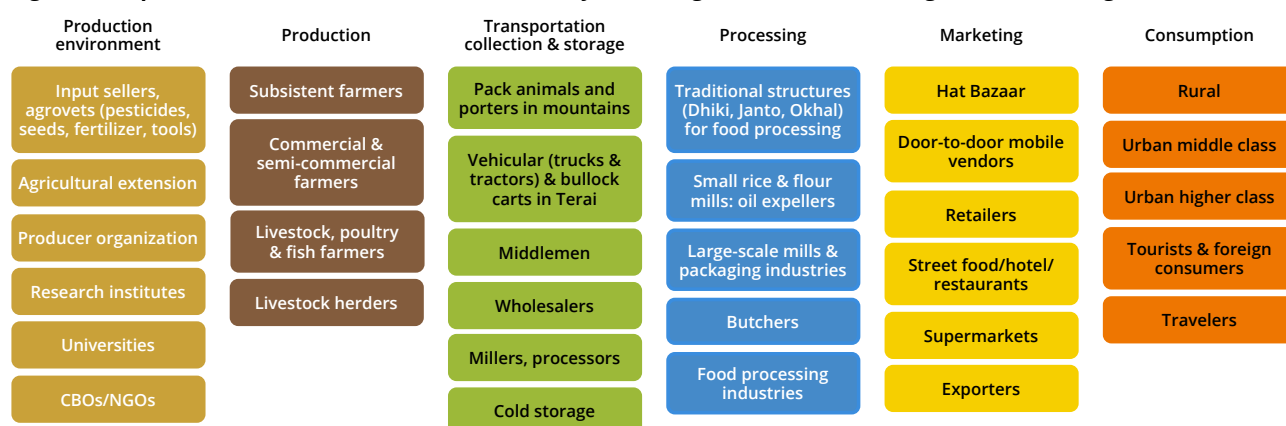 Production
environment
Input sellers,
agrovets (pesticides,
seeds, fertilizer, tools)
Agricultural extension
Producer organization
Research institutes
Universities
CBOs/NGOs
Production
Subsistent farmers
Commercial &
semi-commercial
farmers
Livestock, poultry
& fish farmers
Livestock herders
Transportation
collection & storage
Pack animals and
porters in mountains
Vehicular (trucks &
tractors) & bullock
carts in Terai
Middlemen
Wholesalers
Millers, processors
Cold storage
Processing
Traditional structures
(Dhiki, Janto, Okhal)
for food processing
Small rice & flour
mills: oil expellers
Large-scale mills &
packaging industries
Butchers
Food processing
industries
Marketing
Hat Bazaar
Door-to-door mobile
vendors
Retailers
Street food/hotel/
restaurants
Supermarkets
Exporters
Consumption
Rural
Urban middle class
Urban higher class
Tourists & foreign
consumers
Travelers